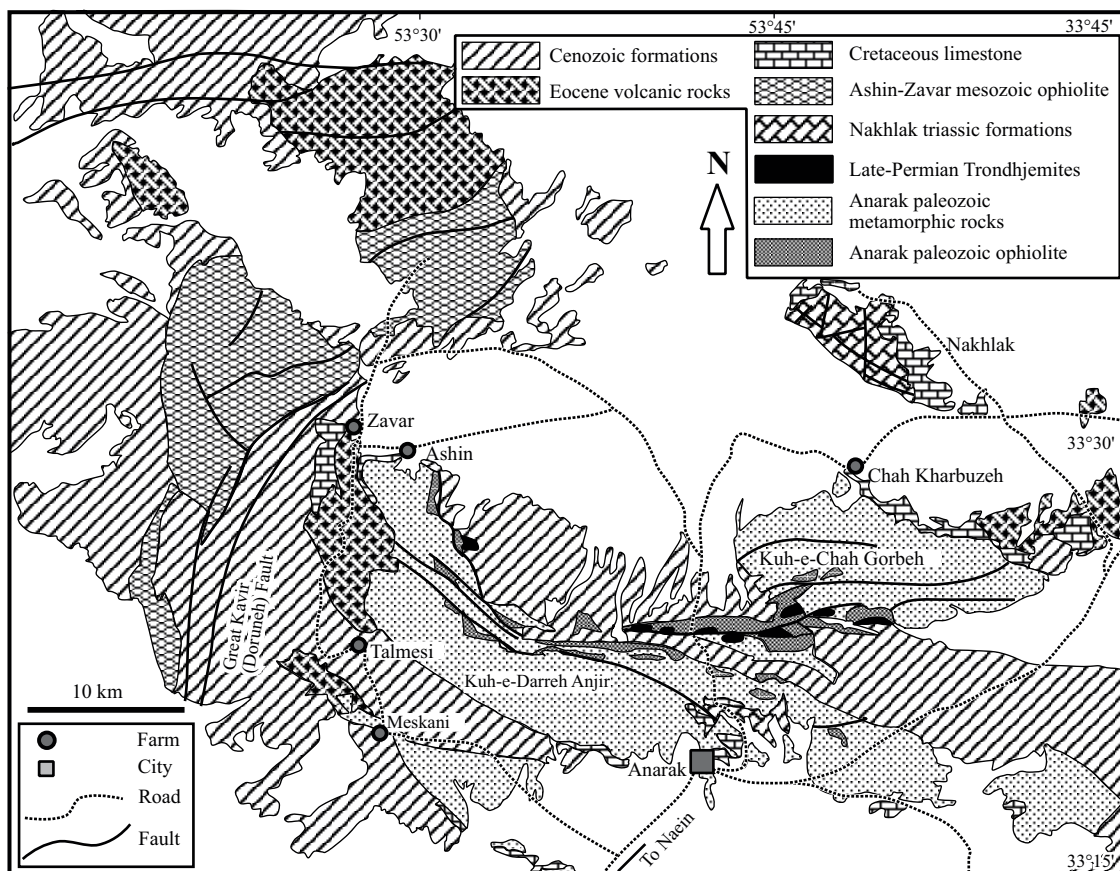 53°30'
53°45'
33°45'
Cenozoic formations
Eocene volcanic rocks
Cretaceous limestone
Ashin-Zavar mesozoic ophiolite
Nakhlak triassic formations
Late-Permian Trondhjemites
Anarak paleozoic
metamorphic rocks
Anarak paleozoic ophiolite
N
Nakhlak
Zavar
33°30'
Ashin
Chah Kharbuzeh
Kuh-e-Chah Gorbeh
Great Kavir
(Doruneh) Fault
Talmesi
Kuh-e-Darreh Anjir
10 km
Meskani
Farm
City
Road
Fault
Anarak
To Naein
33°15'